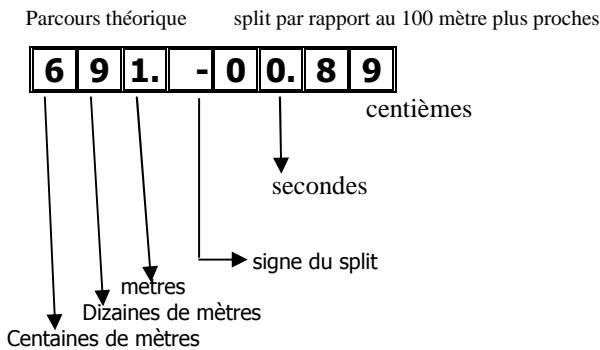 Parcours théorique split par rapport au 100 mètre plus proches
6 9 1. - 0 0. 8 9
centièmes
secondes
signe du split
metres
Dizaines de mètres
Centaines de mètres